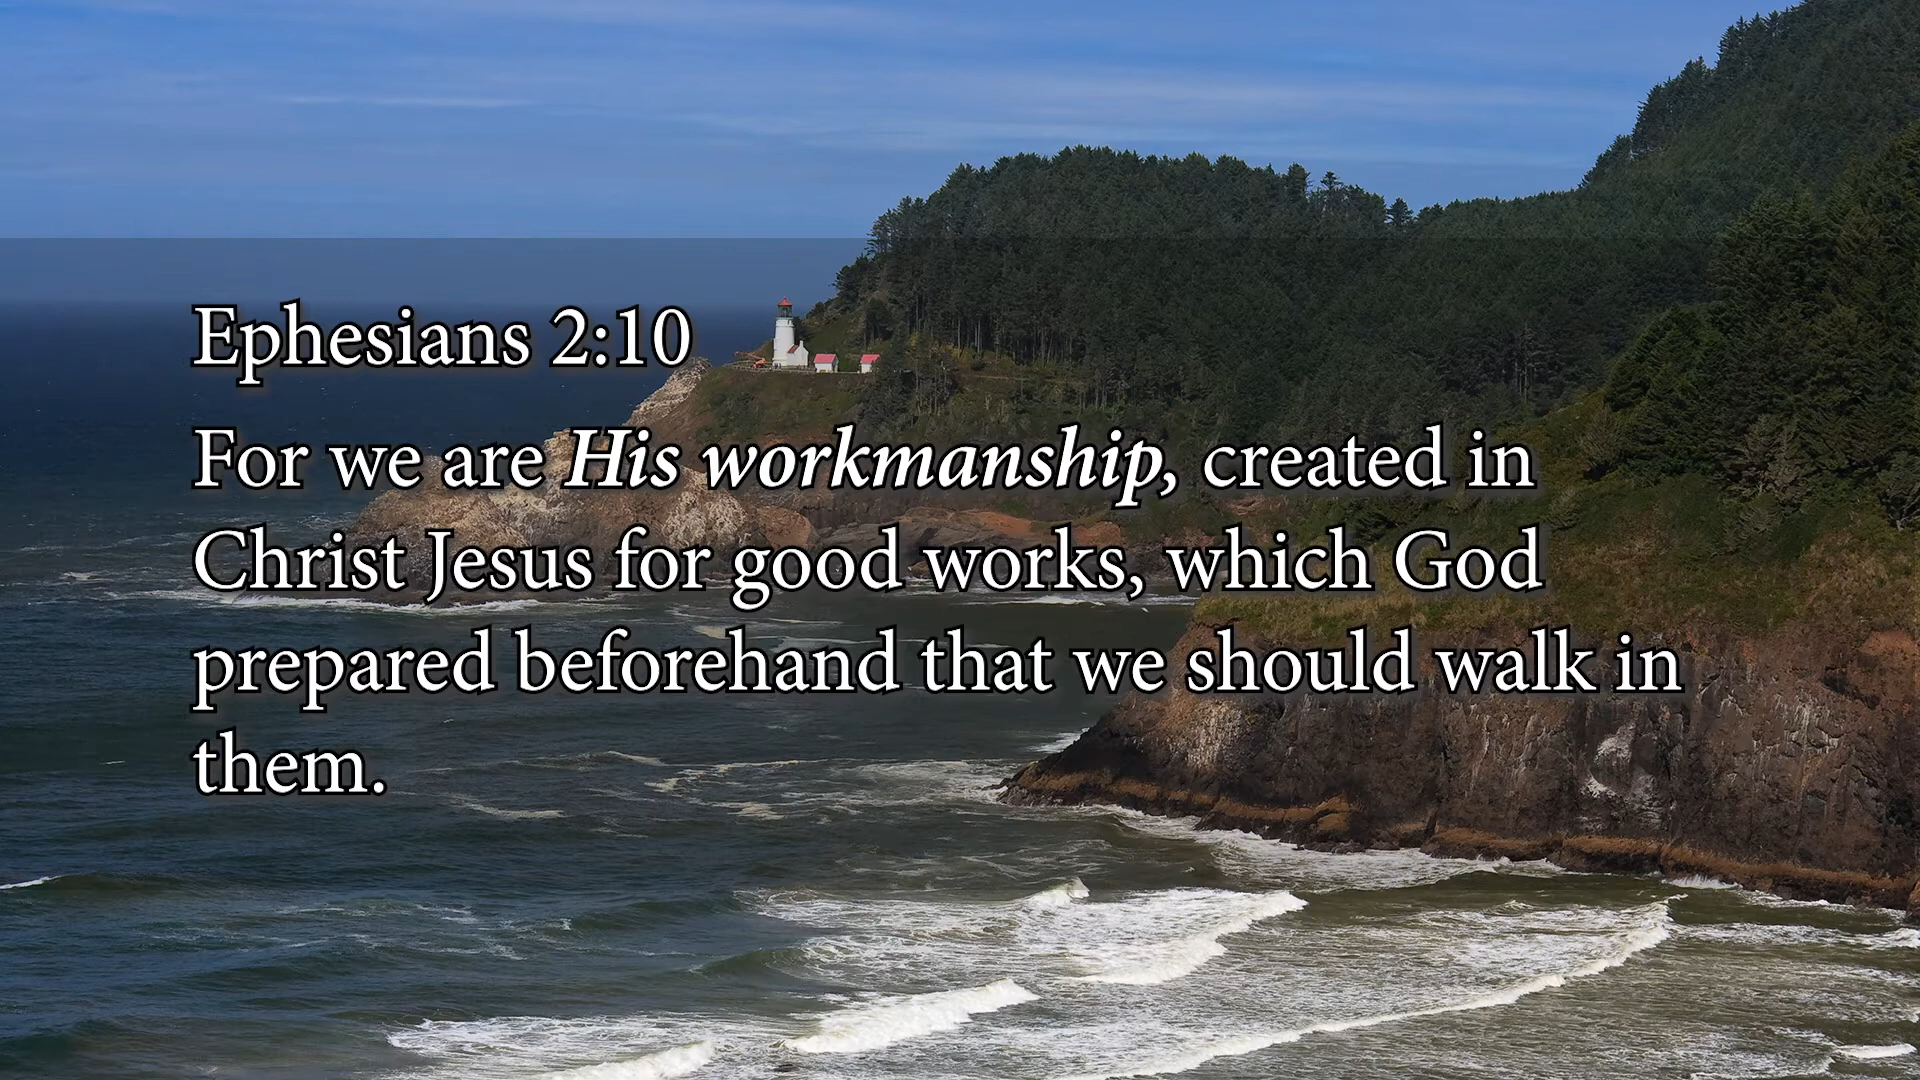 Ephesians 2:10
For we are His workmanship, created in
Christ Jesus for good works, which God
prepared beforehand that we should walk in
them.